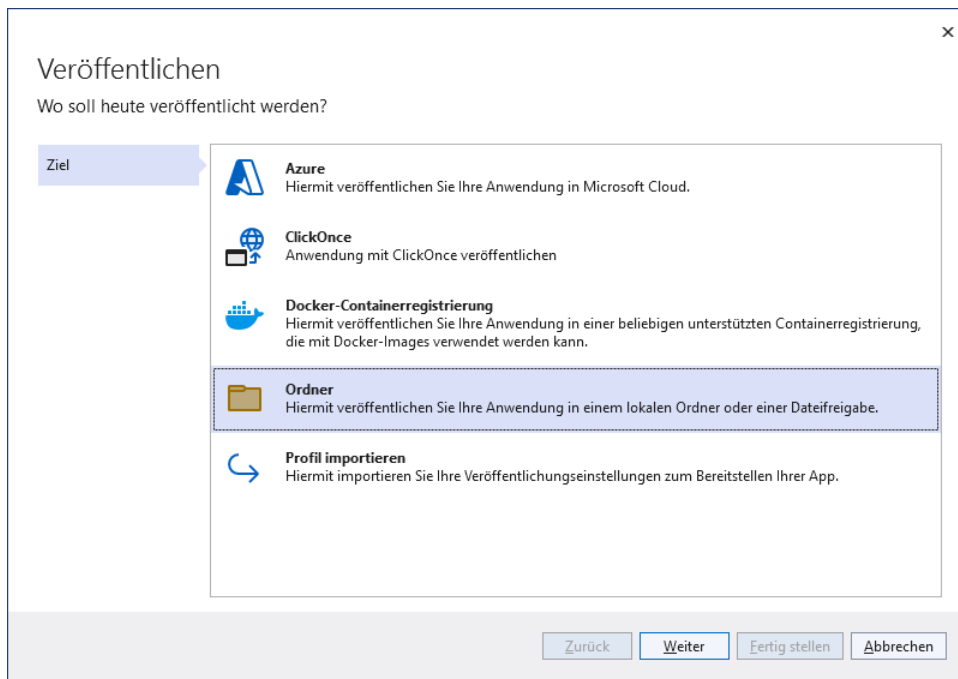 Veröffentlichen
Wo soll heute veröffentlicht werden?
Ziel
Azure
Hiermit veröffentlichen Sie Ihre Anwendung in Microsoft Cloud.
ClickOnce
Anwendung mit ClickOnce veröffentlichen
Docker-Containerregistrierung
Hiermit veröffentlichen Sie Ihre Anwendung in einer beliebigen unterstützten Containerregistrierung,
die mit Docker-Images verwendet werden kann.
Ordner
Hiermit veröffentlichen Sie Ihre Anwendung in einem lokalen Ordner oder einer Dateifreigabe.
Profil importieren
Hiermit importieren Sie Ihre Veröffentlichungseinstellungen zum Bereitstellen Ihrer App.
Zurück Weiter Fertig stellen Abbrechen